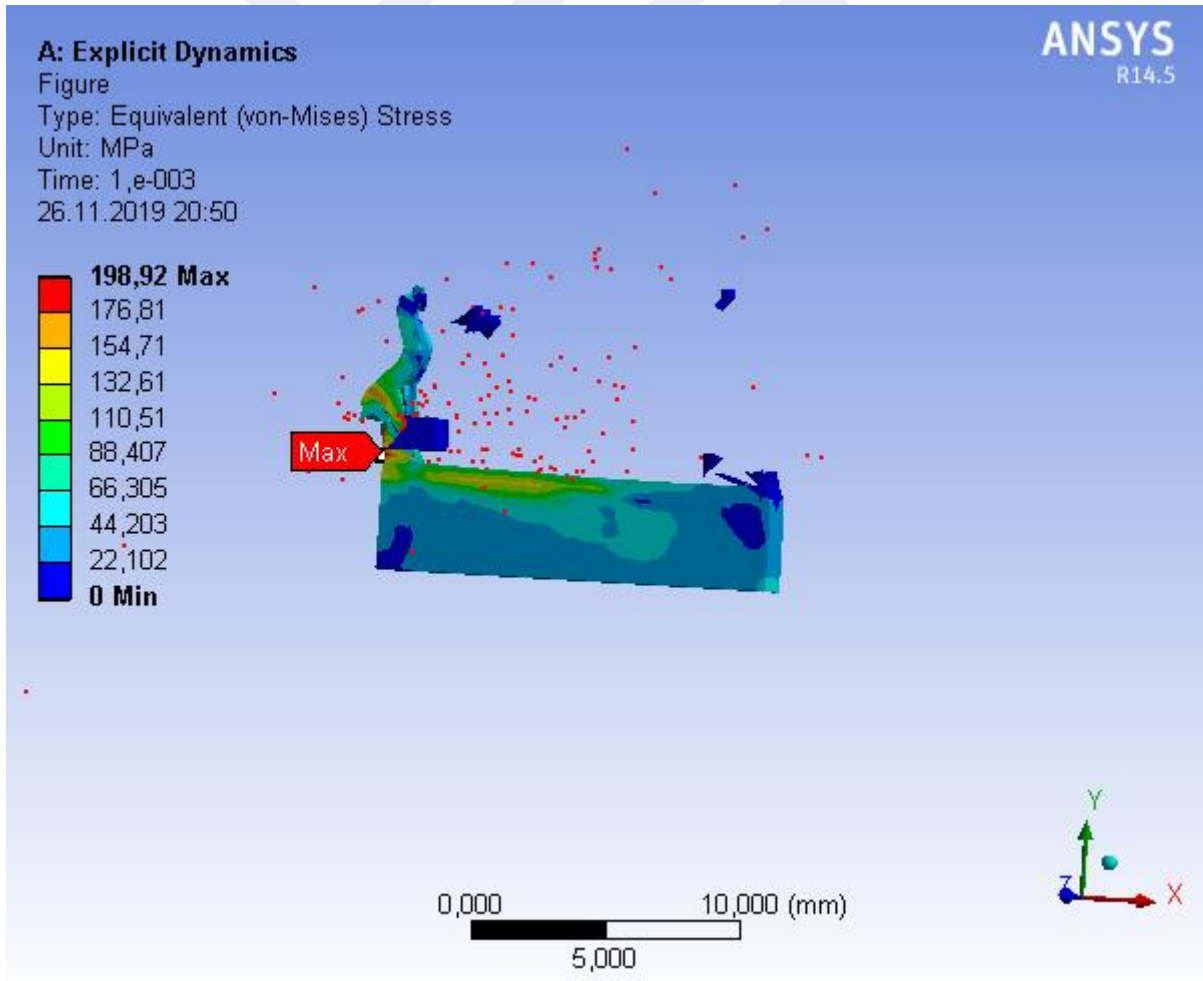 A: Explicit Dynamics
Figure
Type: Equivalent (von-Mises) Stress
Unit: MPa
Time: 1,e-003
26.11.2019 20:50
ANSYS
R14.5
198,92 Max
176,81
154,71
132,61
110,51
88,407
66,305
44,203
22,102
0 Min
Max
0,000
10,000 (mm)
5,000
Y
Z
X